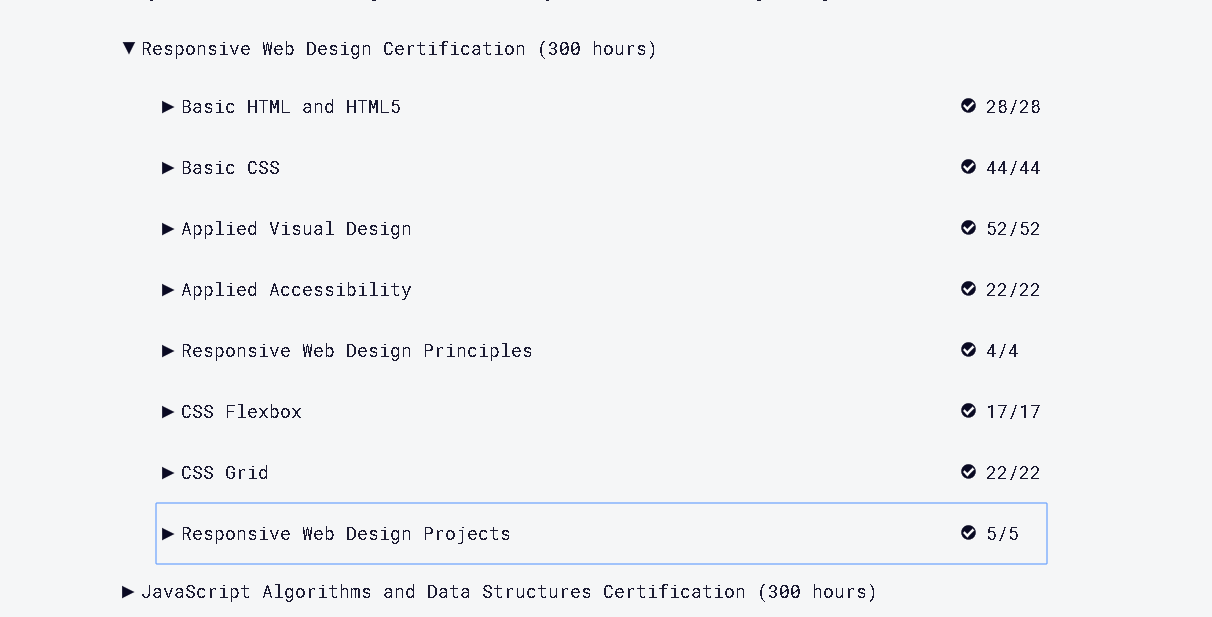 Responsive Web Design Certification (300 hours)
Basic HTML and HTML5 28/28
Basic CSS 44/44
Applied Visual Design 52/52
Applied Accessibility 22/22
Responsive Web Design Principles 4/4
CSS Flexbox 17/17
CSS Grid 22/22
Responsive Web Design Projects 5/5
JavaScript Algorithms and Data Structures Certification (300 hours)